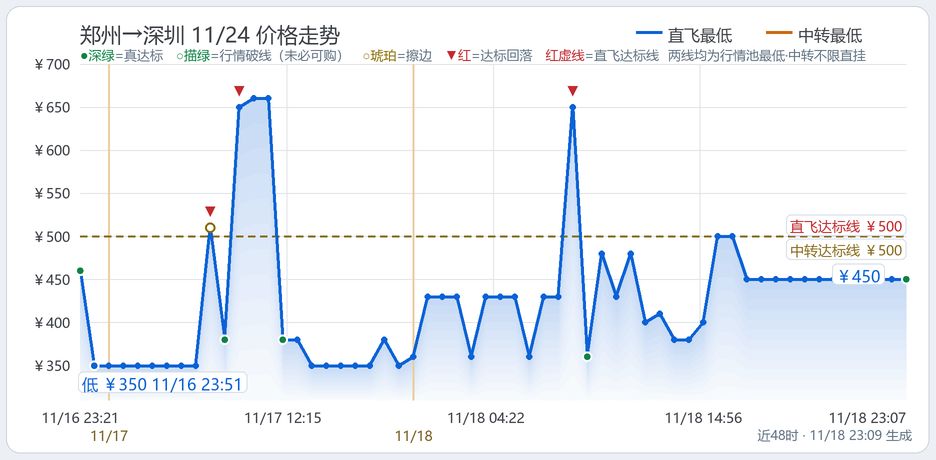 郑州→深圳 11/24 价格走势
直飞最低 中转最低
●深绿=真达标 ○描绿=行情破线（未必可购） ○琥珀=擦边 ▼红=达标回落 红虚线=直飞达标线 两线均为行情池最低·中转不限直挂
¥700
¥650
¥600
¥550
¥500
¥450
¥400
¥350
直飞达标线 ¥500
中转达标线 ¥500
¥450
低 ¥350 11/16 23:51
11/16 23:21 11/17 12:15 11/18 04:22 11/18 14:56 11/18 23:07
11/17 11/18
近48时 · 11/18 23:09 生成